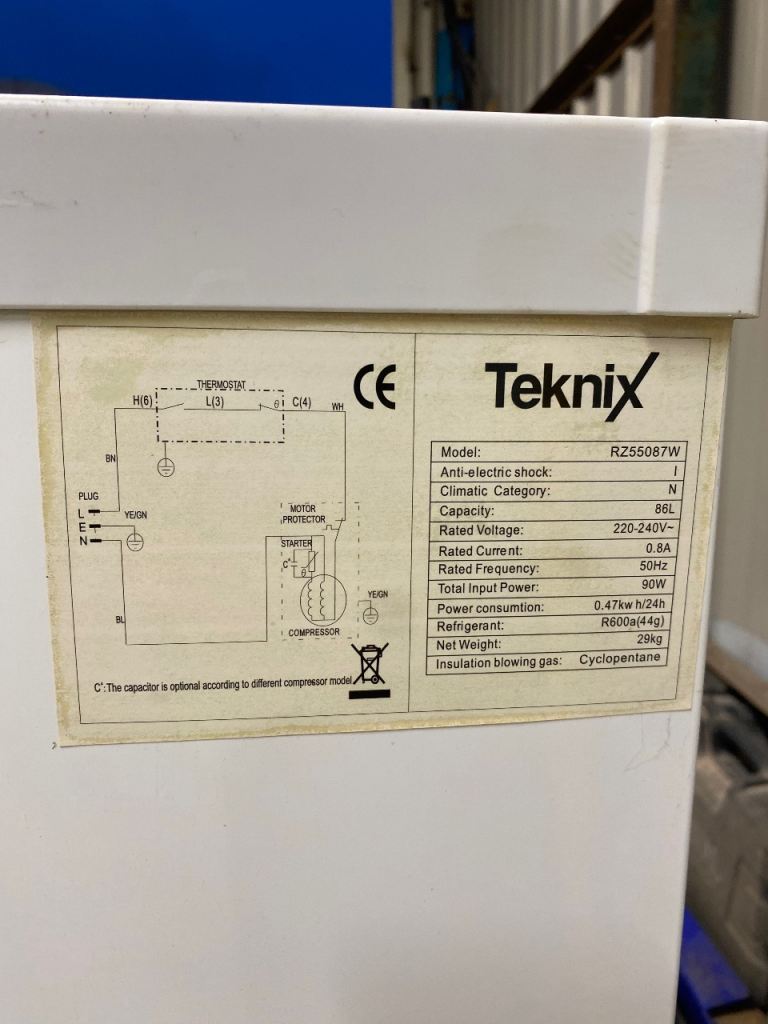 THERMOSTAT
H(6) L(3) θ C(4)
WH
BN
PLUG
L
E
N
YE/GN
BL
MOTOR
PROTECTOR
STARTER
C*
θ
YE/GN
COMPRESSOR
C*:The capacitor is optional according to different compressor model
CE
Teknix
Model: RZ55087W
Anti-electric shock: I
Climatic Category: N
Capacity: 86L
Rated Voltage: 220-240V~
Rated Current: 0.8A
Rated Frequency: 50Hz
Total Input Power: 90W
Power consumtion: 0.47kw h/24h
Refrigerant: R600a(44g)
Net Weight: 29kg
Insulation blowing gas: Cyclopentane